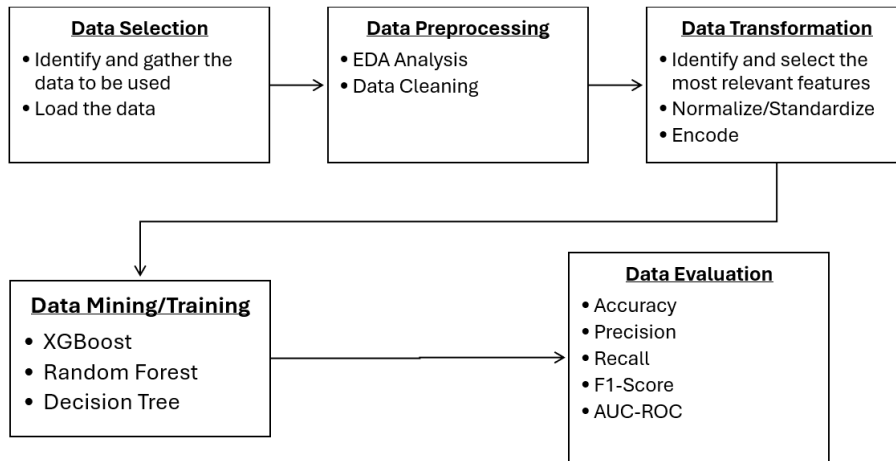 Data Selection
• Identify and gather the
data to be used
• Load the data
Data Preprocessing
• EDA Analysis
• Data Cleaning
Data Transformation
• Identify and select the
most relevant features
• Normalize/Standardize
• Encode
Data Mining/Training
• XGBoost
• Random Forest
• Decision Tree
Data Evaluation
• Accuracy
• Precision
• Recall
• F1-Score
• AUC-ROC